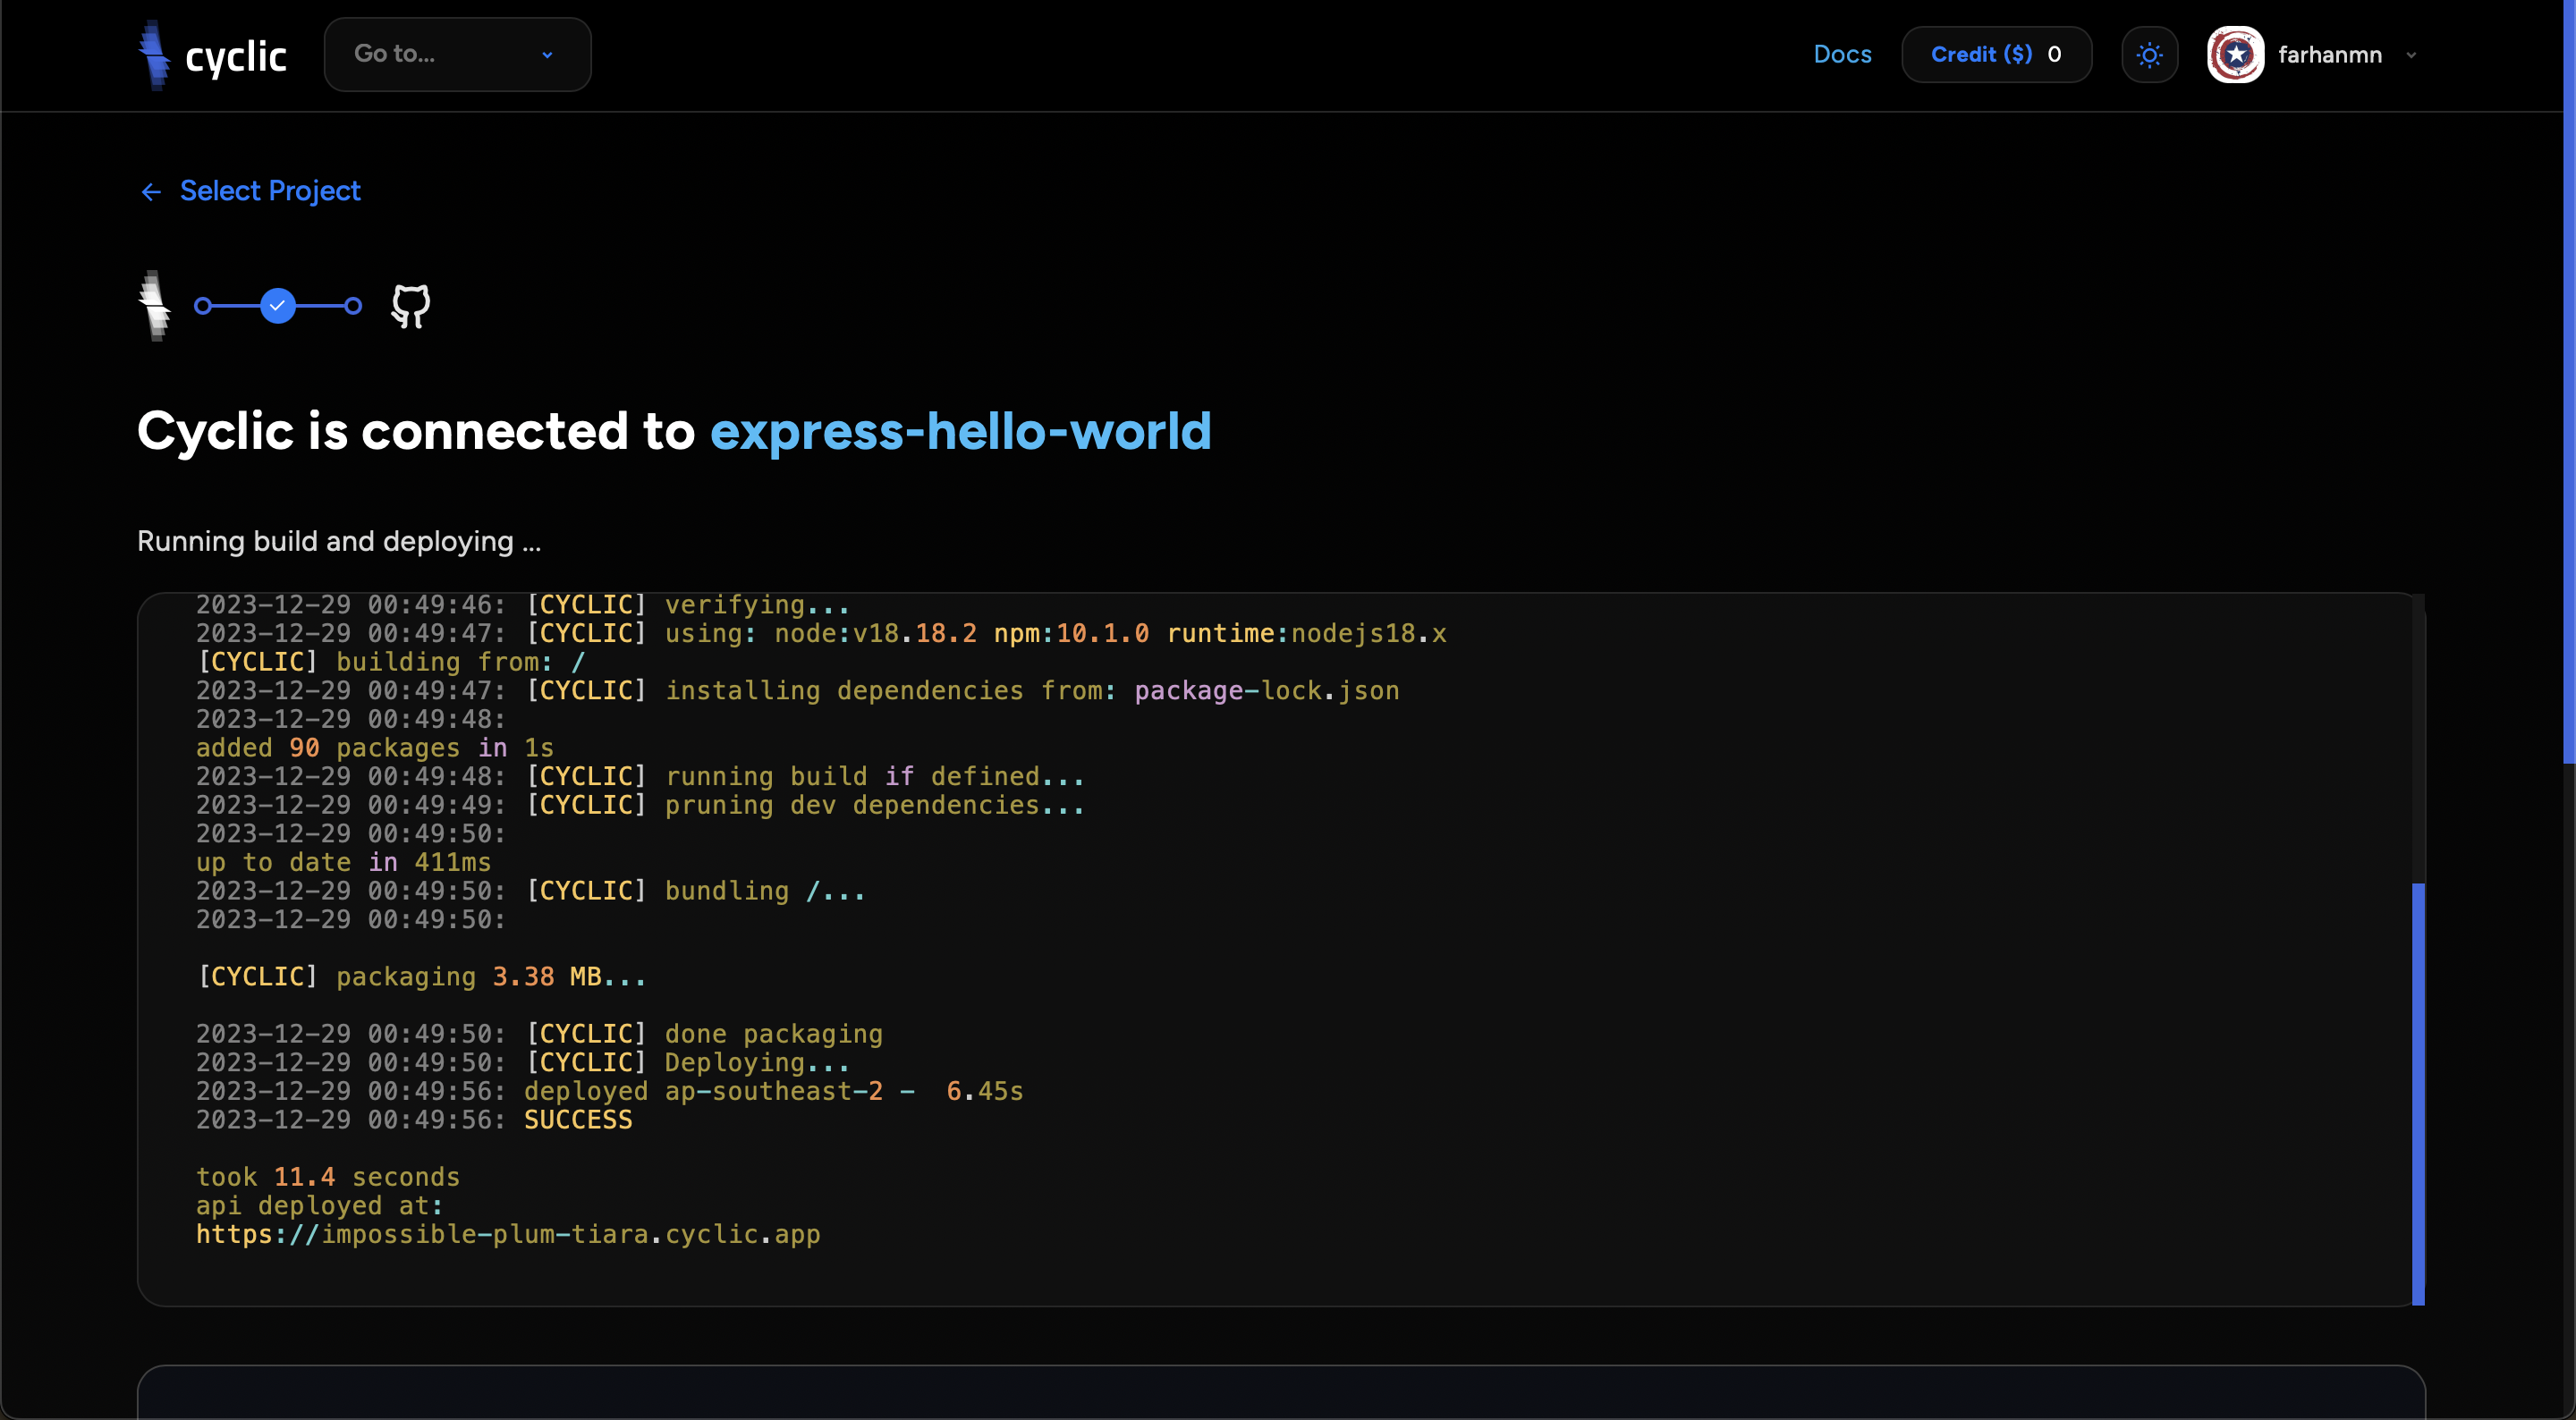 cyclic
Go to...
Docs
Credit ($) 0
farhanmn
Select Project
Cyclic is connected to express-hello-world
Running build and deploying ...
2023-12-29 00:49:46: [CYCLIC] verifying...
2023-12-29 00:49:47: [CYCLIC] using: node:v18.18.2 npm:10.1.0 runtime:nodejs18.x
[CYCLIC] building from: /
2023-12-29 00:49:47: [CYCLIC] installing dependencies from: package-lock.json
2023-12-29 00:49:48:
added 90 packages in 1s
2023-12-29 00:49:48: [CYCLIC] running build if defined...
2023-12-29 00:49:49: [CYCLIC] pruning dev dependencies...
2023-12-29 00:49:50:
up to date in 411ms
2023-12-29 00:49:50: [CYCLIC] bundling /...
2023-12-29 00:49:50:
[CYCLIC] packaging 3.38 MB...
2023-12-29 00:49:50: [CYCLIC] done packaging
2023-12-29 00:49:50: [CYCLIC] Deploying...
2023-12-29 00:49:56: deployed ap-southeast-2 -  6.45s
2023-12-29 00:49:56: SUCCESS
took 11.4 seconds
api deployed at:
https://impossible-plum-tiara.cyclic.app